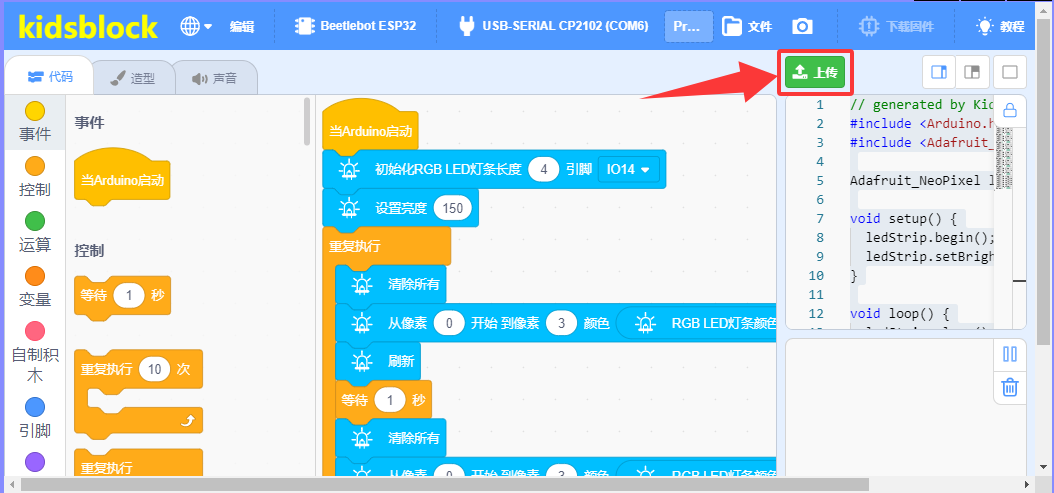 kidsblock 编辑 Beetlebot ESP32 USB-SERIAL CP2102 (COM6) Pr... 文件 下载固件 教程
代码 造型 声音 上传
事件
控制
运算
变量
自制积
木
引脚
事件
当Arduino启动
控制
等待 1 秒
重复执行 10 次
重复执行
当Arduino启动
初始化RGB LED灯条长度 4 引脚 IO14
设置亮度 150
重复执行
清除所有
从像素 0 开始 到像素 3 颜色 RGB LED灯条颜色
刷新
等待 1 秒
清除所有
从像素 0 开始 到像素 3 颜色 RGB LED灯条颜色
1 // generated by Kid
2 #include <Arduino.h
3 #include <Adafruit_
4
5 Adafruit_NeoPixel l
6
7 void setup() {
8 ledStrip.begin();
9 ledStrip.setBrigh
10 }
11
12 void loop() {